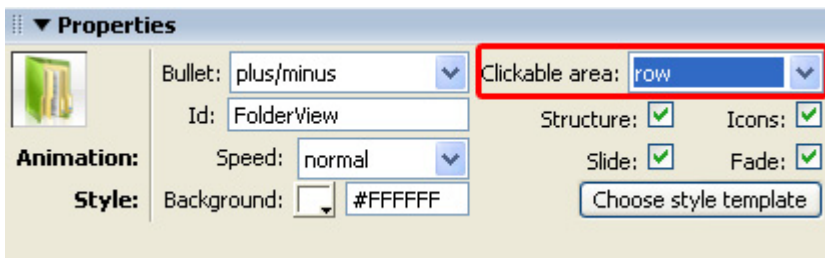 Properties
Bullet: plus/minus Clickable area: row
Id: FolderView Structure: Icons:
Animation: Speed: normal Slide: Fade:
Style: Background: #FFFFFF Choose style template